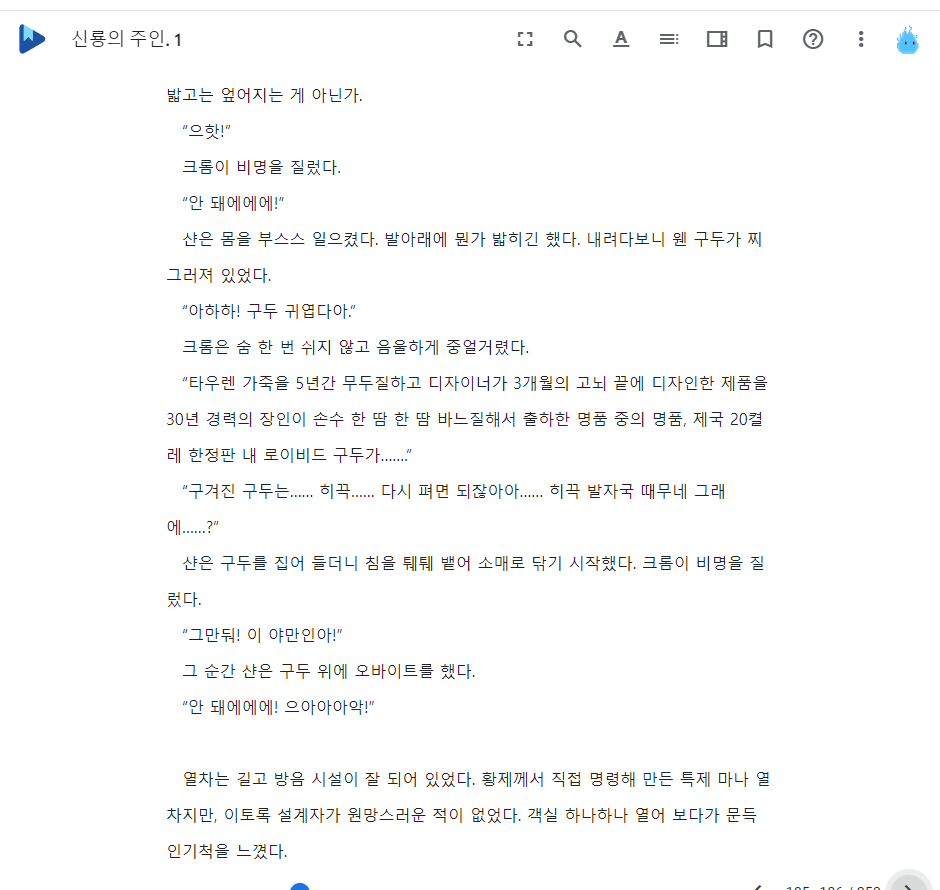 신룡의 주인. 1
밟고는 엎어지는 게 아닌가.
“으핫!”
크롬이 비명을 질렀다.
“안 돼에에에!”
샨은 몸을 부스스 일으켰다. 발아래에 뭔가 밟히긴 했다. 내려다보니 웬 구두가 찌
그러져 있었다.
“아하하! 구두 귀엽다아.”
크롬은 숨 한 번 쉬지 않고 음울하게 중얼거렸다.
“타우렌 가죽을 5년간 무두질하고 디자이너가 3개월의 고뇌 끝에 디자인한 제품을
30년 경력의 장인이 손수 한 땀 한 땀 바느질해서 출하한 명품 중의 명품, 제국 20켤
레 한정판 내 로이비드 구두가…….”
“구겨진 구두는…… 히끅…… 다시 펴면 되잖아아…… 히끅 발자국 때무네 그래
에……?”
샨은 구두를 집어 들더니 침을 퉤퉤 뱉어 소매로 닦기 시작했다. 크롬이 비명을 질
렀다.
“그만둬! 이 야만인아!”
그 순간 샨은 구두 위에 오바이트를 했다.
“안 돼에에에! 으아아아악!”
열차는 길고 방음 시설이 잘 되어 있었다. 황제께서 직접 명령해 만든 특제 마나 열
차지만, 이토록 설계자가 원망스러운 적이 없었다. 객실 하나하나 열어 보다가 문득
인기척을 느꼈다.